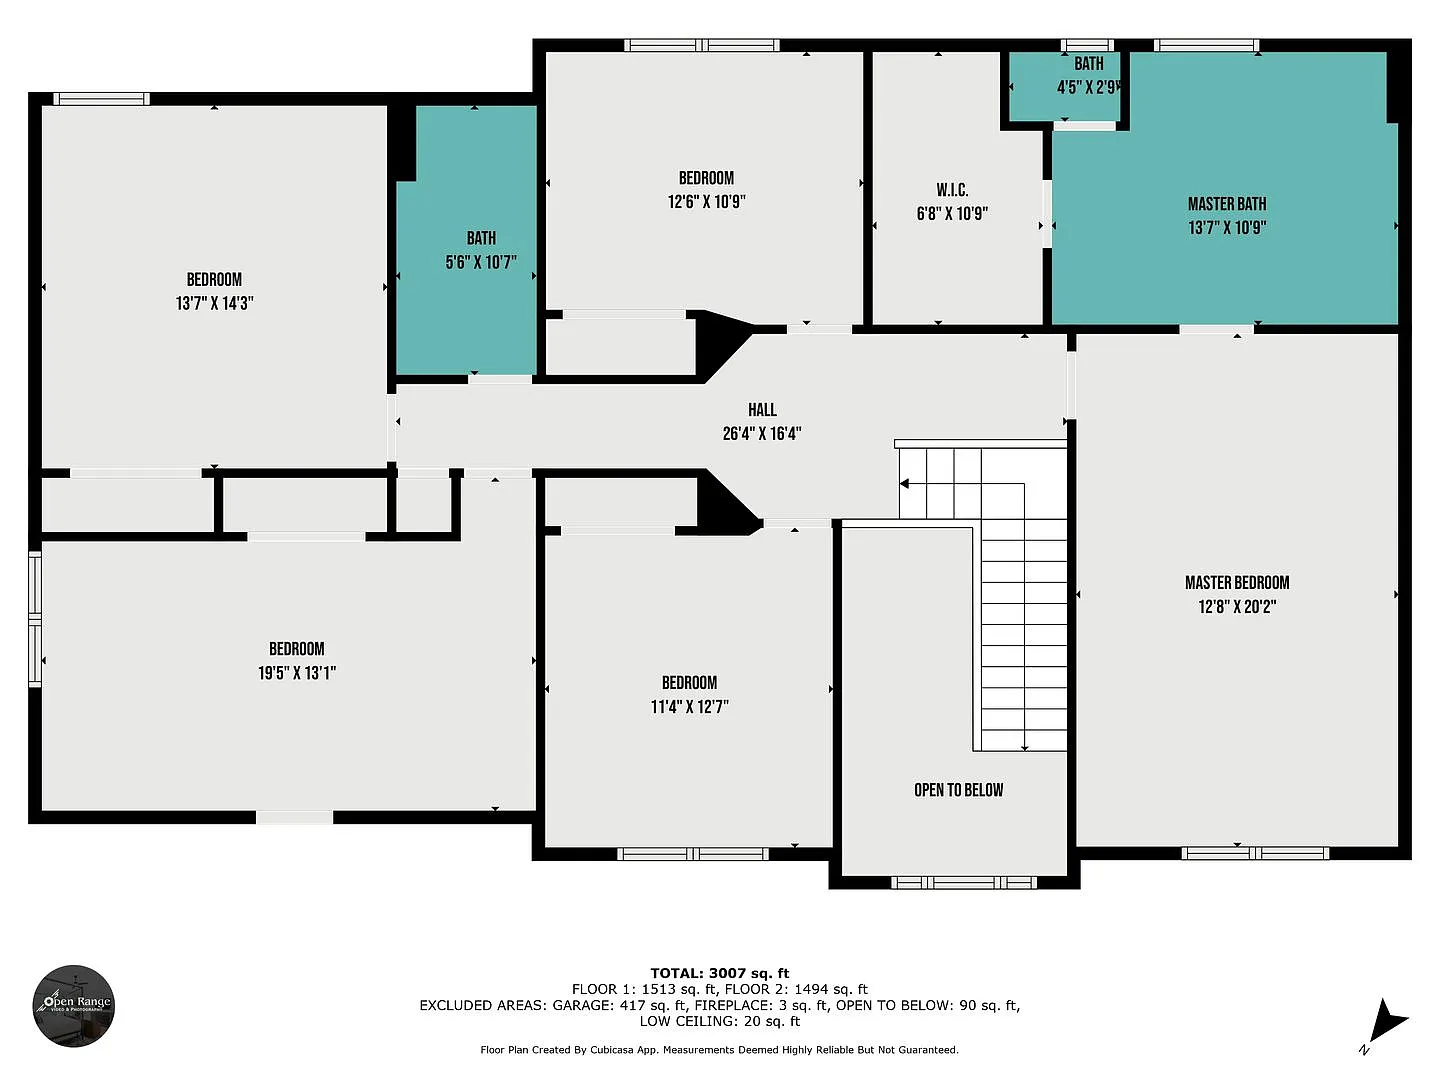 BATH
4'5" X 2'9"
BEDROOM
12'6" X 10'9"
W.I.C.
6'8" X 10'9"
MASTER BATH
13'7" X 10'9"
BATH
5'6" X 10'7"
BEDROOM
13'7" X 14'3"
HALL
26'4" X 16'4"
MASTER BEDROOM
12'8" X 20'2"
BEDROOM
19'5" X 13'1"
BEDROOM
11'4" X 12'7"
OPEN TO BELOW
TOTAL: 3007 sq. ft
FLOOR 1: 1513 sq. ft, FLOOR 2: 1494 sq. ft
EXCLUDED AREAS: GARAGE: 417 sq. ft, FIREPLACE: 3 sq. ft, OPEN TO BELOW: 90 sq. ft,
LOW CEILING: 20 sq. ft
Floor Plan Created By Cubicasa App. Measurements Deemed Highly Reliable But Not Guaranteed.
Open Range
VIDEO & PHOTOGRAPHY
N